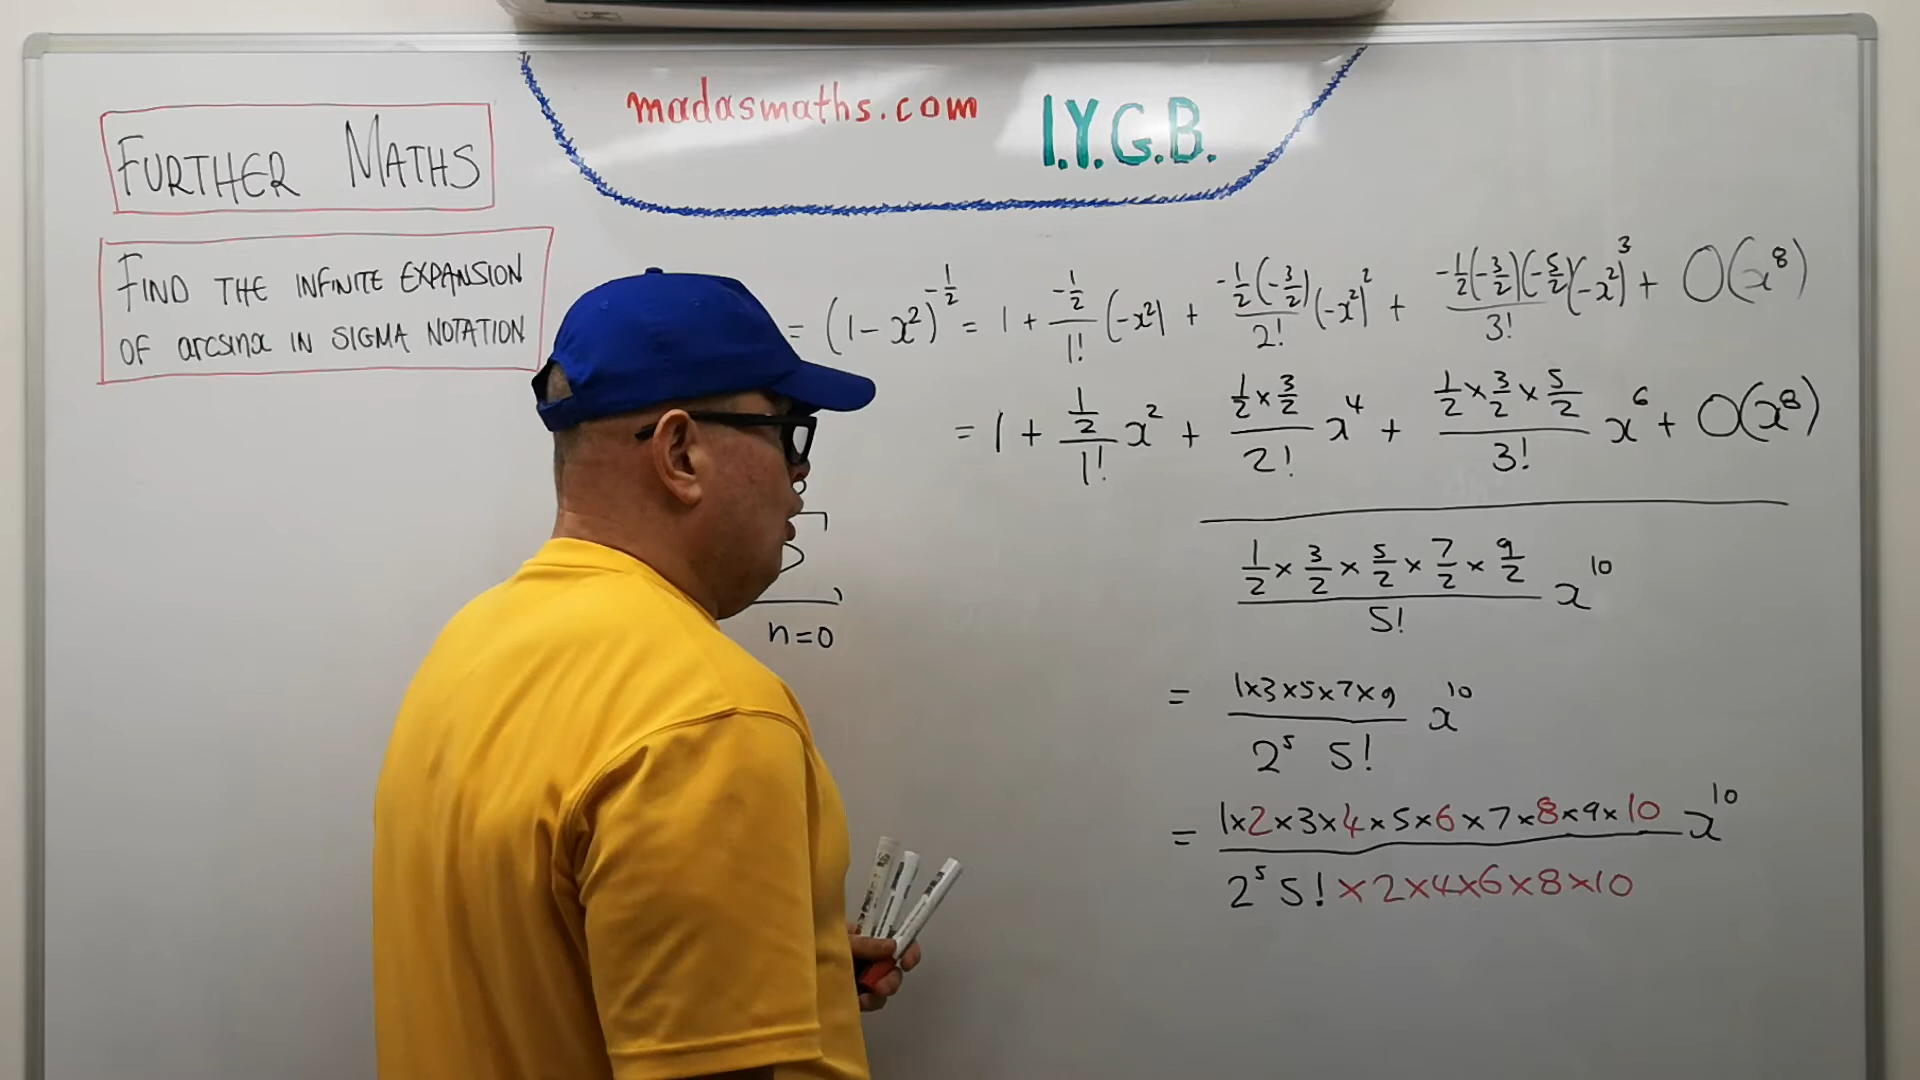 madasmaths.com I.Y.G.B.
FURTHER MATHS
FIND THE INFINITE EXPANSION
OF arcsinx IN SIGMA NOTATION
= (1-x²)^(-1/2) = 1 + (-1/2)/1! (-x²) + (-1/2(-3/2))/2! (-x²)² + (-1/2(-3/2)(-5/2))/3! (-x²)³ + O(x⁸)
= 1 + (1/2)/1! x² + (1/2 × 3/2)/2! x⁴ + (1/2 × 3/2 × 5/2)/3! x⁶ + O(x⁸)
(1/2 × 3/2 × 5/2 × 7/2 × 9/2)/5! x¹⁰
n=0
= (1×3×5×7×9)/(2⁵ 5!) x¹⁰
= (1×2×3×4×5×6×7×8×9×10)/(2⁵ 5! ×2×4×6×8×10) x¹⁰